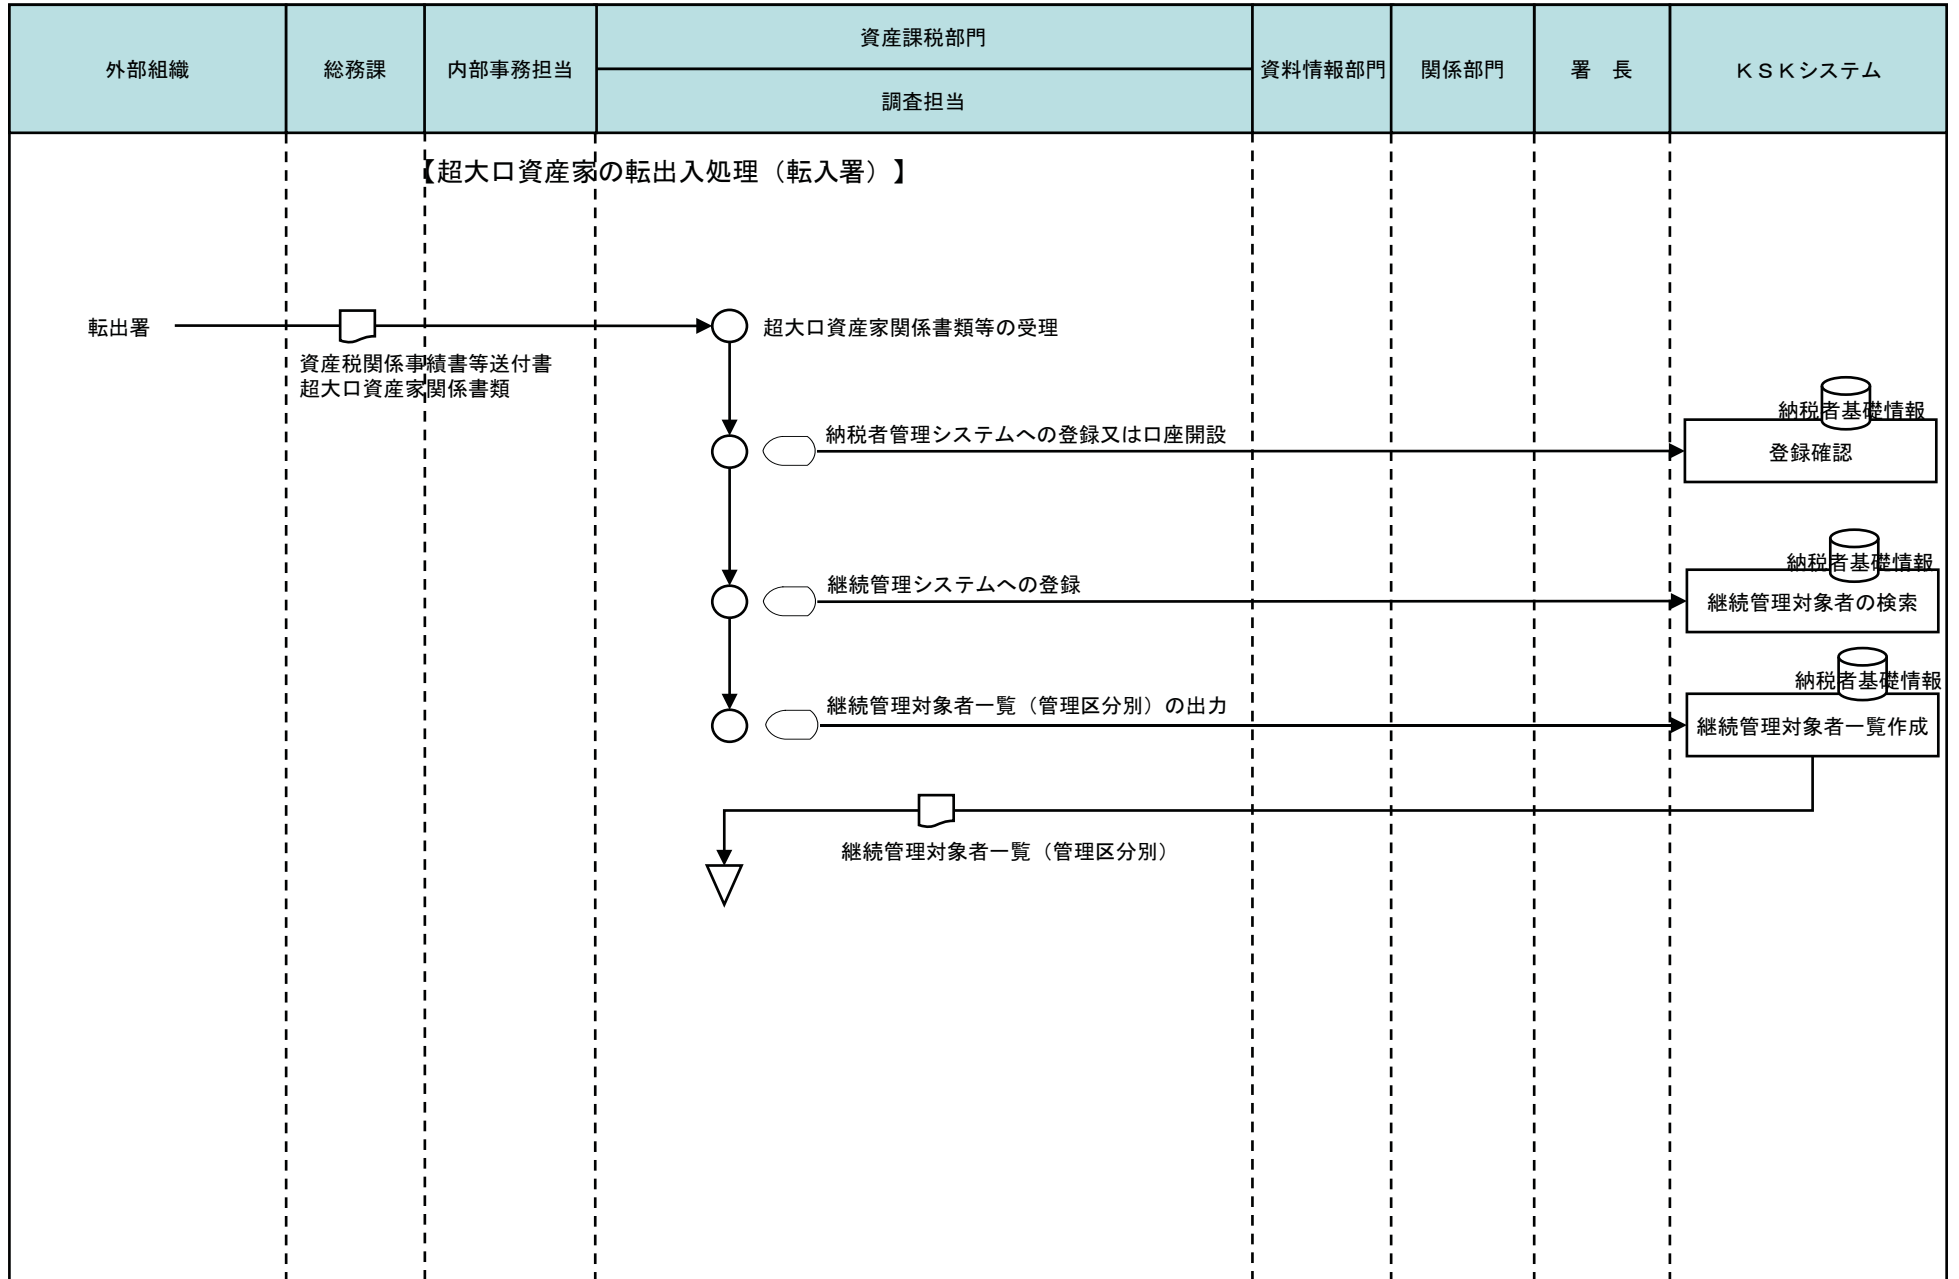 外部組織
総務課
内部事務担当
資産課税部門
調査担当
資料情報部門
関係部門
署　長
ＫＳＫシステム
【超大口資産家の転出入処理（転入署）】
転出署
超大口資産家関係書類等の受理
資産税関係事績書等送付書
超大口資産家関係書類
納税者基礎情報
納税者管理システムへの登録又は口座開設
登録確認
納税者基礎情報
継続管理システムへの登録
継続管理対象者の検索
納税者基礎情報
継続管理対象者一覧（管理区分別）の出力
継続管理対象者一覧作成
継続管理対象者一覧（管理区分別）